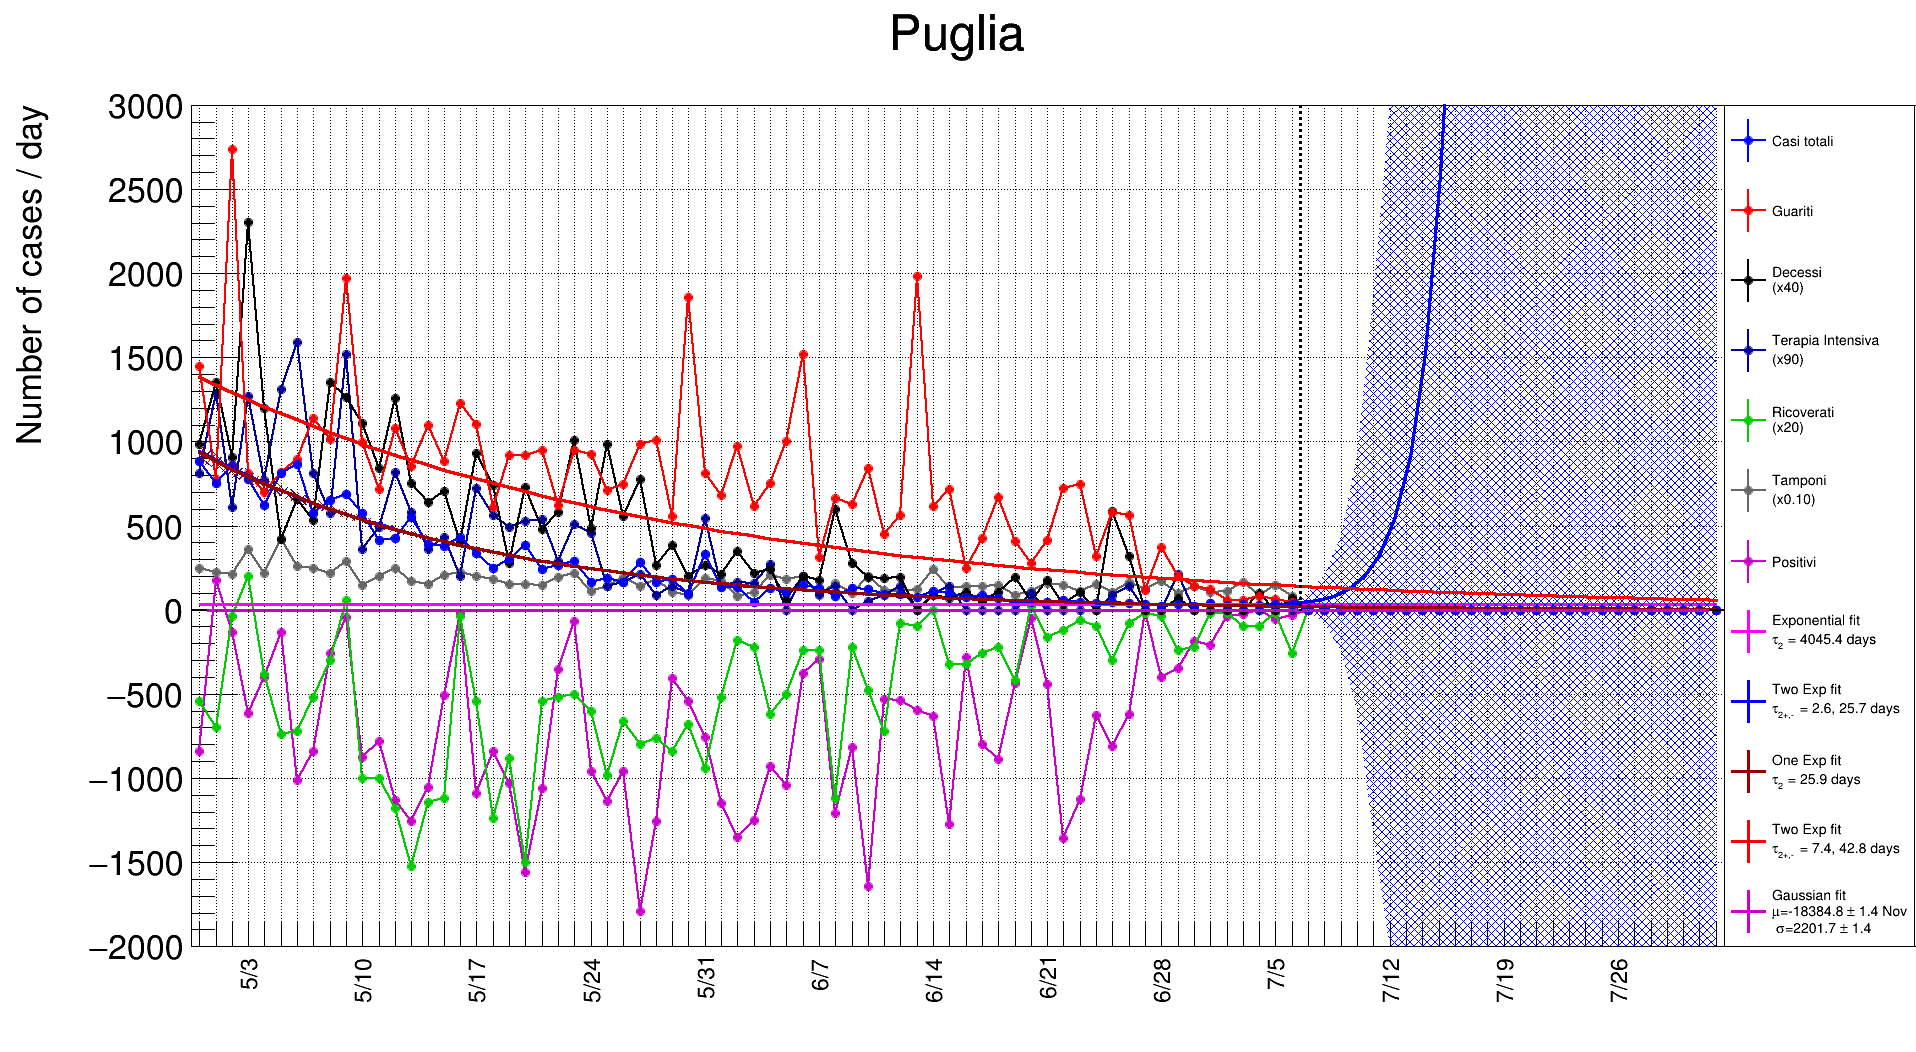 Puglia
Number of cases / day
3000
2500
2000
1500
1000
500
0
−500
−1000
−1500
−2000
5/3
5/10
5/17
5/24
5/31
6/7
6/14
6/21
6/28
7/5
7/12
7/19
7/26
Casi totali
Guariti
Decessi
(x40)
Terapia Intensiva
(x90)
Ricoverati
(x20)
Tamponi
(x0.10)
Positivi
Exponential fit
τ2 = 4045.4 days
Two Exp fit
τ2+,- = 2.6, 25.7 days
One Exp fit
τ2 = 25.9 days
Two Exp fit
τ2+,- = 7.4, 42.8 days
Gaussian fit
μ=-18384.8 ± 1.4 Nov
σ=2201.7 ± 1.4